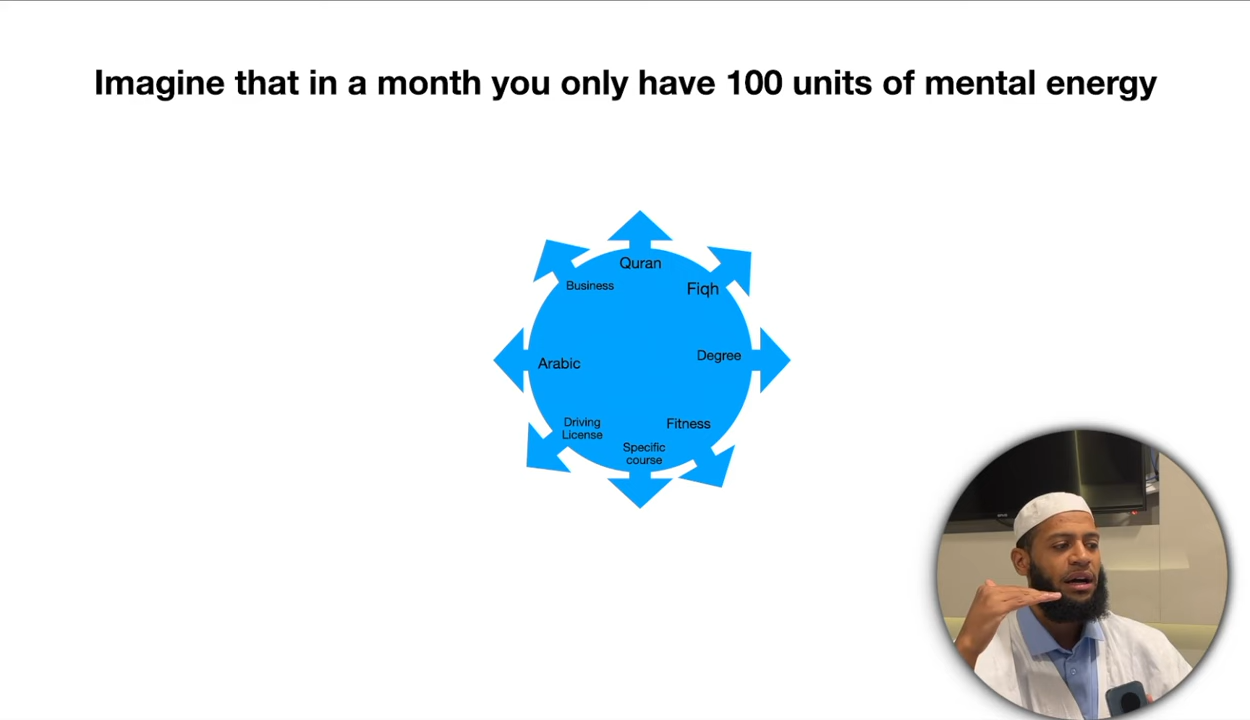 Imagine that in a month you only have 100 units of mental energy
Quran
Business
Fiqh
Degree
Arabic
Driving
License
Fitness
Specific
course